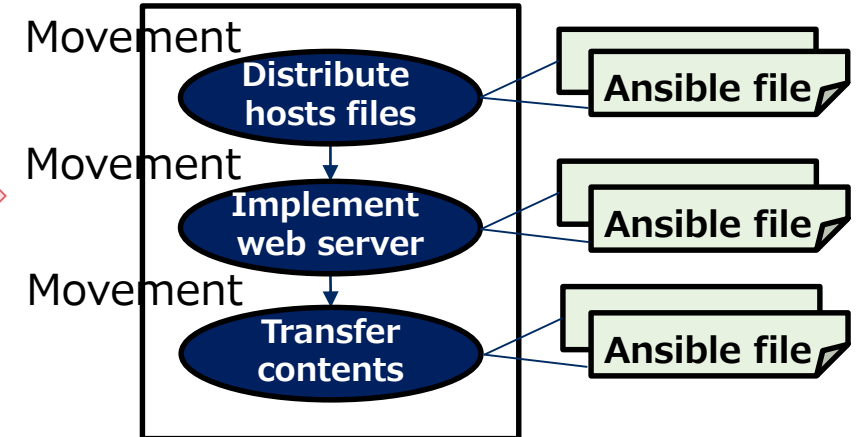 Movement
Distribute
hosts files
Ansible file
Movement
Implement
web server
Ansible file
Movement
Transfer
contents
Ansible file